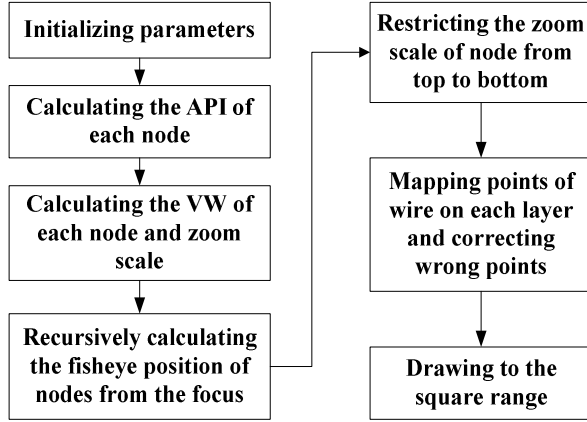 Initializing parameters
Calculating the API of
each node
Calculating the VW of
each node and zoom
scale
Recursively calculating
the fisheye position of
nodes from the focus
Restricting the zoom
scale of node from
top to bottom
Mapping points of
wire on each layer
and correcting
wrong points
Drawing to the
square range